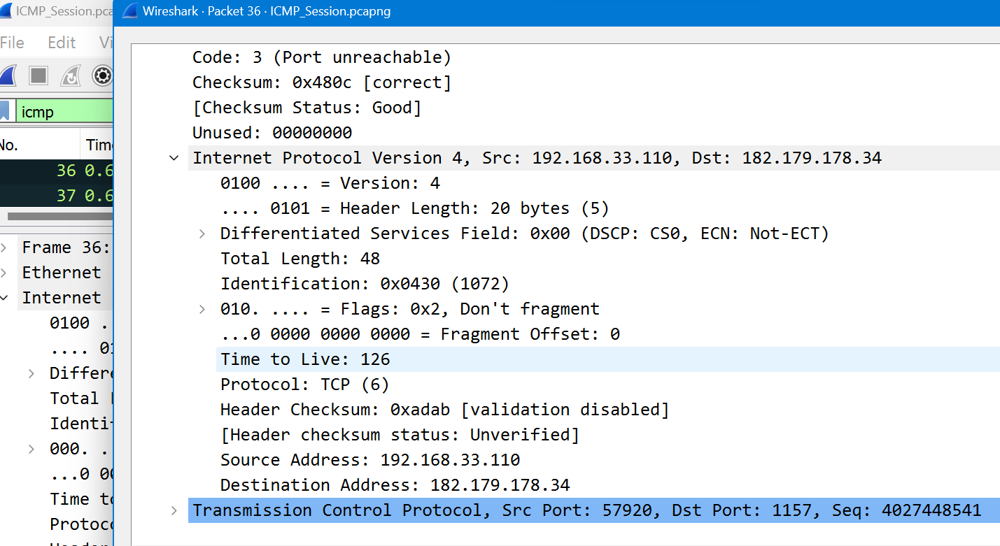 ICMP_Session.pca
Wireshark · Packet 36 · ICMP_Session.pcapng
File Edit Vi
icmp
No. Time
36 0.6
37 0.6
Frame 36:
Ethernet
Internet
0100 .
.... 01
Differe
Total
Identi
000. .
...0 00
Time to
Protoco
Header
Code: 3 (Port unreachable)
Checksum: 0x480c [correct]
[Checksum Status: Good]
Unused: 00000000
Internet Protocol Version 4, Src: 192.168.33.110, Dst: 182.179.178.34
0100 .... = Version: 4
.... 0101 = Header Length: 20 bytes (5)
Differentiated Services Field: 0x00 (DSCP: CS0, ECN: Not-ECT)
Total Length: 48
Identification: 0x0430 (1072)
010. .... = Flags: 0x2, Don't fragment
...0 0000 0000 0000 = Fragment Offset: 0
Time to Live: 126
Protocol: TCP (6)
Header Checksum: 0xadab [validation disabled]
[Header checksum status: Unverified]
Source Address: 192.168.33.110
Destination Address: 182.179.178.34
Transmission Control Protocol, Src Port: 57920, Dst Port: 1157, Seq: 4027448541